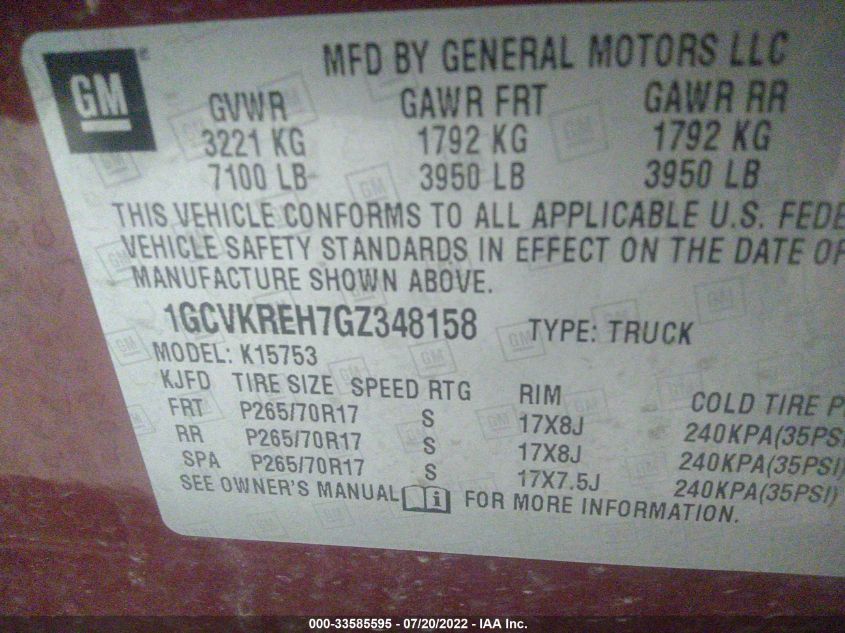 GM
MFD BY GENERAL MOTORS LLC
GVWR GAWR FRT GAWR RR
3221 KG 1792 KG 1792 KG
7100 LB 3950 LB 3950 LB
THIS VEHICLE CONFORMS TO ALL APPLICABLE U.S. FEDE
VEHICLE SAFETY STANDARDS IN EFFECT ON THE DATE OF
MANUFACTURE SHOWN ABOVE.
1GCVKREH7GZ348158 TYPE: TRUCK
MODEL: K15753
KJFD TIRE SIZE SPEED RTG RIM COLD TIRE P
FRT P265/70R17 S 17X8J 240KPA(35PSI
RR P265/70R17 S 17X8J 240KPA(35PSI)
SPA P265/70R17 S 17X7.5J 240KPA(35PSI)
SEE OWNER'S MANUAL i FOR MORE INFORMATION.
000-33585595 - 07/20/2022 - IAA Inc.